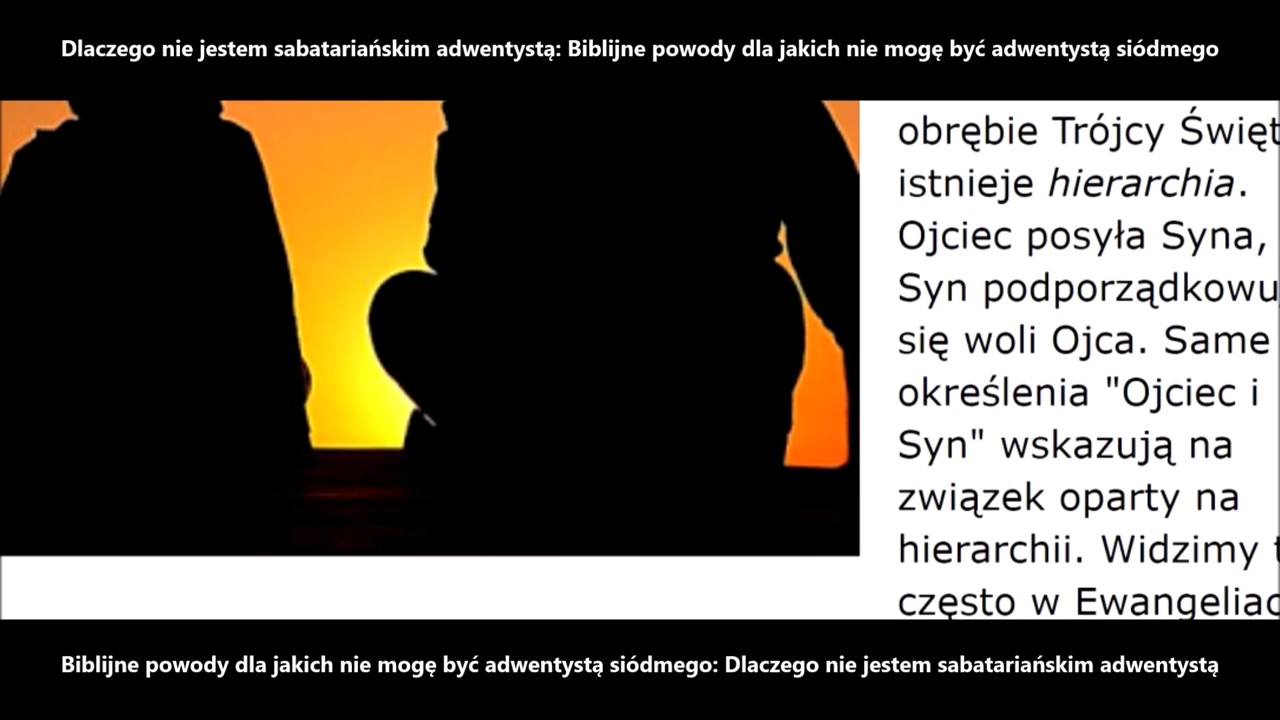 Dlaczego nie jestem sabatariańskim adwentystą: Biblijne powody dla jakich nie mogę być adwentystą siódmego
obrębie Trójcy
istnieje hierarchia.
Ojciec posyła Syna,
Syn
się woli Ojca. Same
określenia "Ojciec i
Syn" wskazują na
związek oparty na
hierarchii. Widzimy
często w
Biblijne powody dla jakich nie mogę być adwentystą siódmego: Dlaczego nie jestem sabatariańskim adwentystą